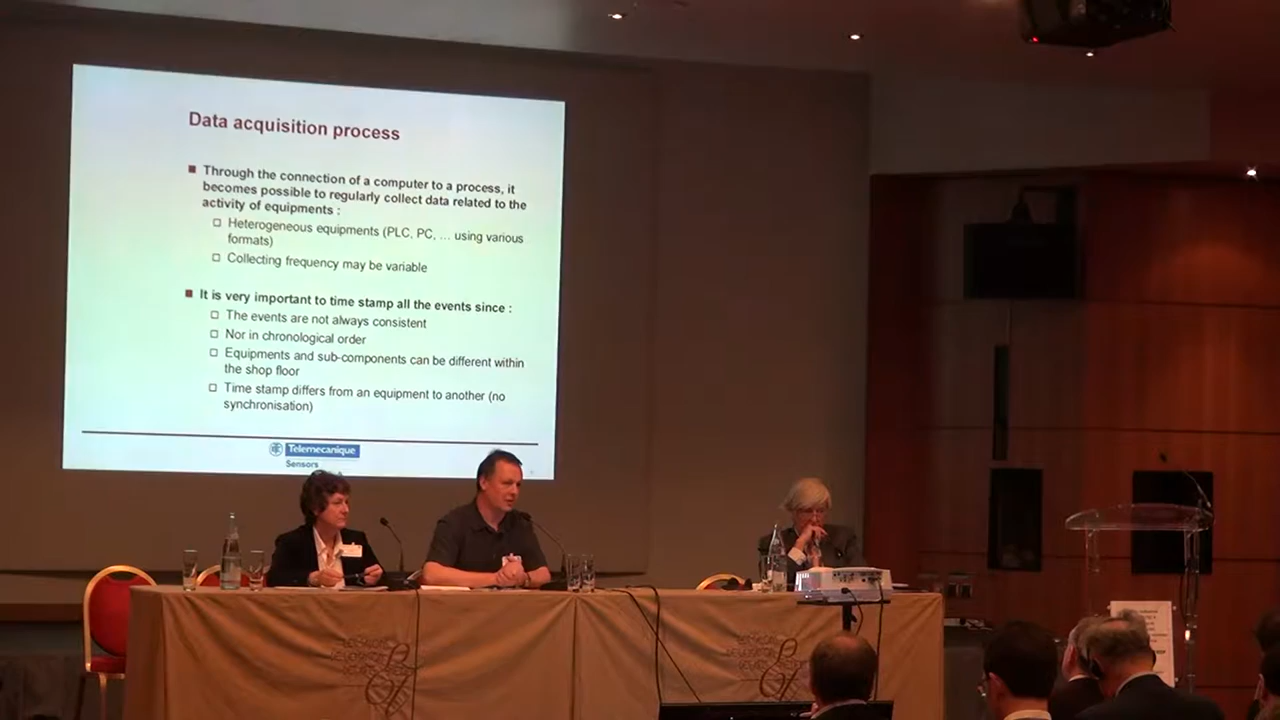 Data acquisition process
Through the connection of a computer to a process, it
becomes possible to regularly collect data related to the
activity of equipments :
Heterogeneous equipments (PLC, PC, … using various
formats)
Collecting frequency may be variable
It is very important to time stamp all the events since :
The events are not always consistent
Nor in chronological order
Equipments and sub-components can be different within
the shop floor
Time stamp differs from an equipment to another (no
synchronisation)
Telemecanique
Sensors